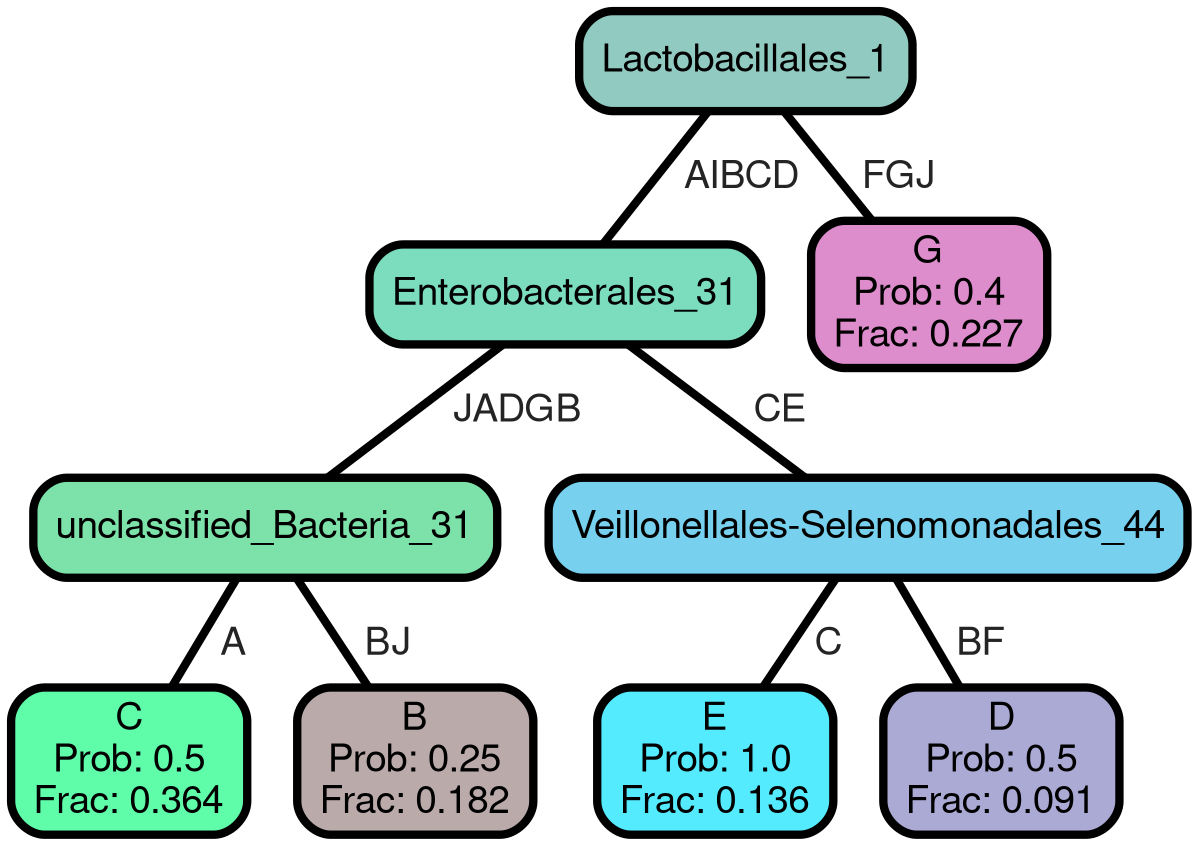 Lactobacillales_1
AIBCD
FGJ
Enterobacterales_31
G
Prob: 0.4
Frac: 0.227
JADGB
CE
unclassified_Bacteria_31
Veillonellales-Selenomonadales_44
A
BJ
C
BF
C
Prob: 0.5
Frac: 0.364
B
Prob: 0.25
Frac: 0.182
E
Prob: 1.0
Frac: 0.136
D
Prob: 0.5
Frac: 0.091